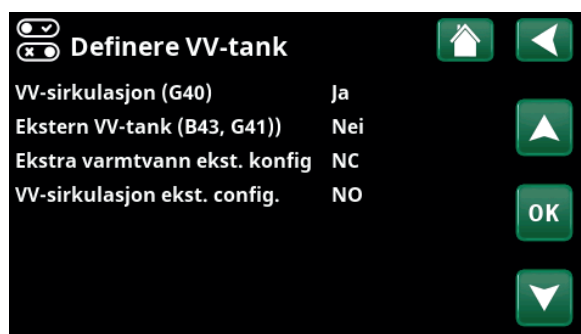 Definere VV-tank
VV-sirkulasjon (G40) Ja
Ekstern VV-tank (B43, G41)) Nei
Ekstra varmtvann ekst. konfig NC
VV-sirkulasjon ekst. config. NO
OK